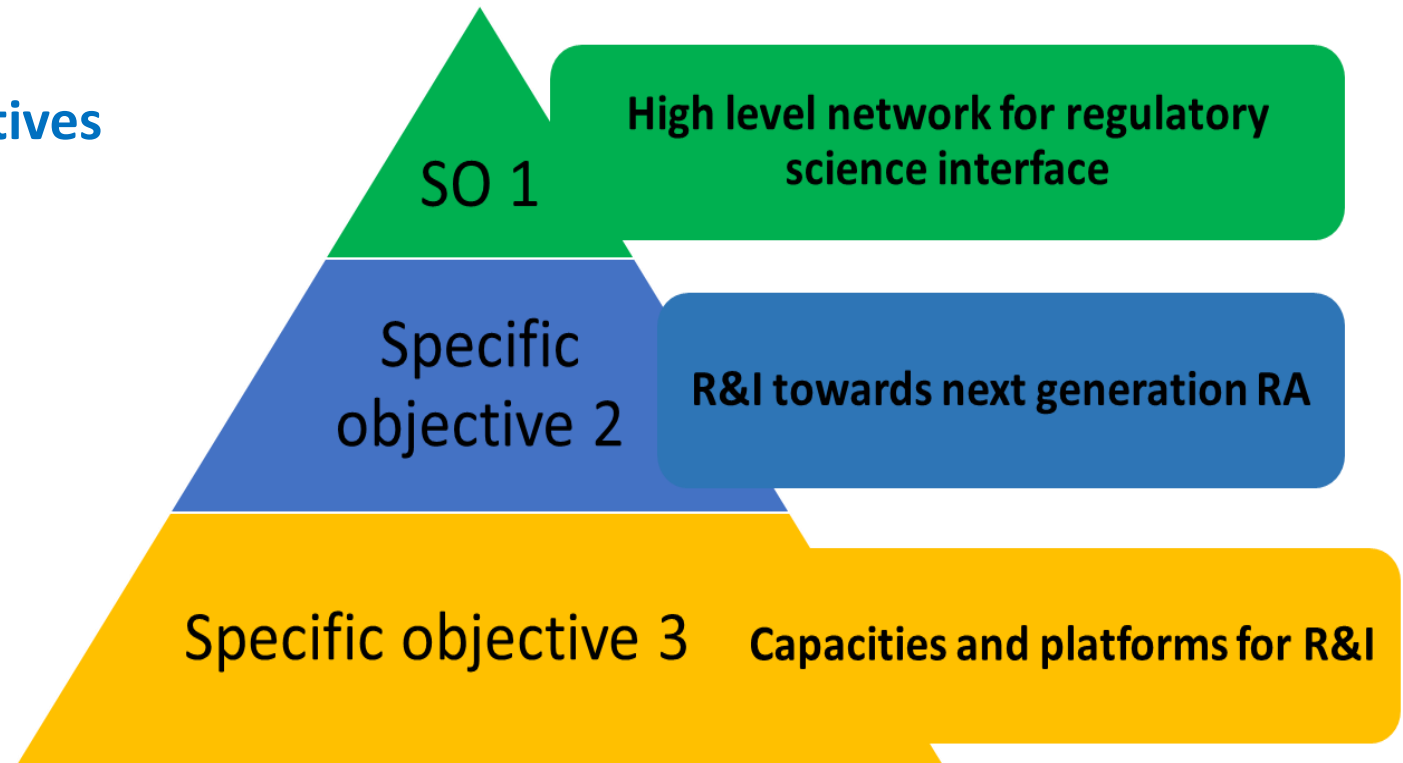 tives
High level network for regulatory
science interface
SO 1
Specific
objective 2
R&I towards next generation RA
Specific objective 3
Capacities and platforms for R&I